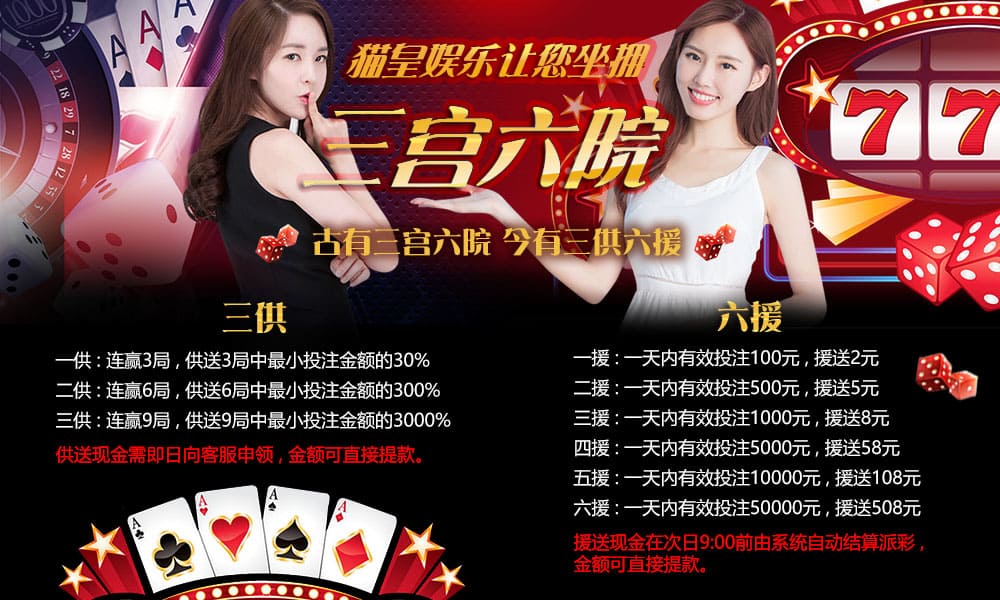 猫皇娱乐让您坐拥
三宫六院
古有三宫六院 今有三供六援
三供
一供：连赢3局，供送3局中最小投注金额的30%
二供：连赢6局，供送6局中最小投注金额的300%
三供：连赢9局，供送9局中最小投注金额的3000%
供送现金需即日向客服申领，金额可直接提款。
六援
一援：一天内有效投注100元，援送2元
二援：一天内有效投注500元，援送5元
三援：一天内有效投注1000元，援送8元
四援：一天内有效投注5000元，援送58元
五援：一天内有效投注10000元，援送108元
六援：一天内有效投注50000元，援送508元
援送现金在次日9:00前由系统自动结算派彩，
金额可直接提款。
A
A
A
A
7 7